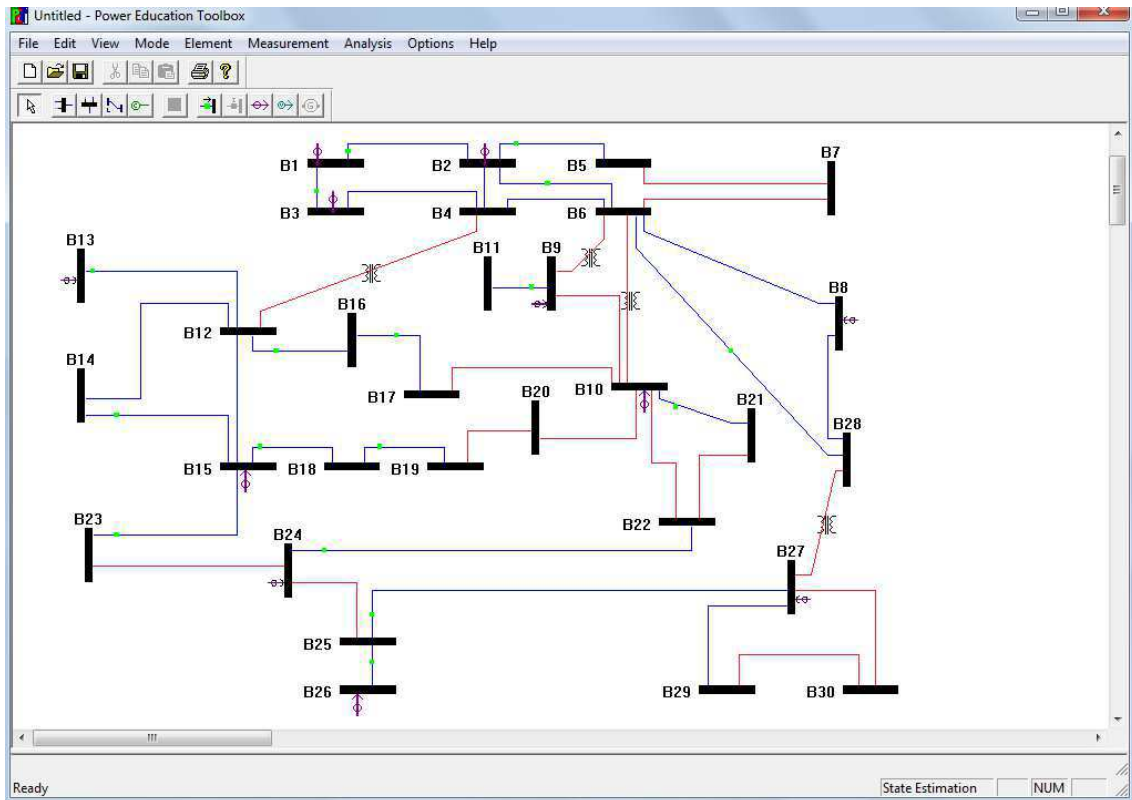 Untitled - Power Education Toolbox
File Edit View Mode Element Measurement Analysis Options Help
B1 B2 B5 B7
B3 B4 B6
B13 B11 B9
B8
B16
B12
B14 B17 B20 B10 B21
B28
B15 B18 B19
B23 B24 B22
B27
B25
B26 B29 B30
Ready State Estimation NUM